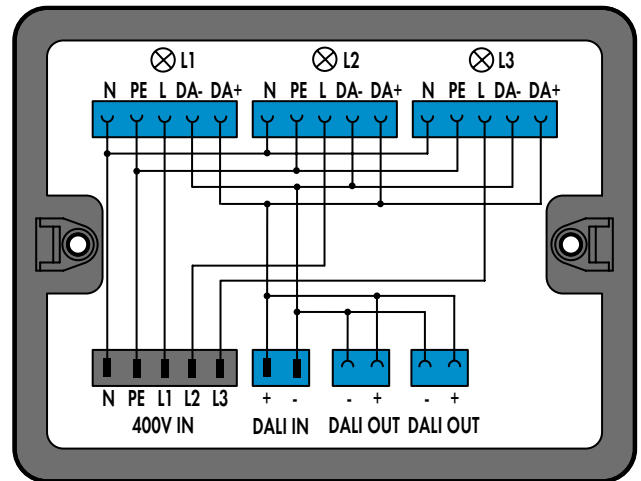 L1 L2 L3
N PE L DA- DA+ N PE L DA- DA+ N PE L DA- DA+
N PE L1 L2 L3 + - - + - +
400V IN DALI IN DALI OUT DALI OUT